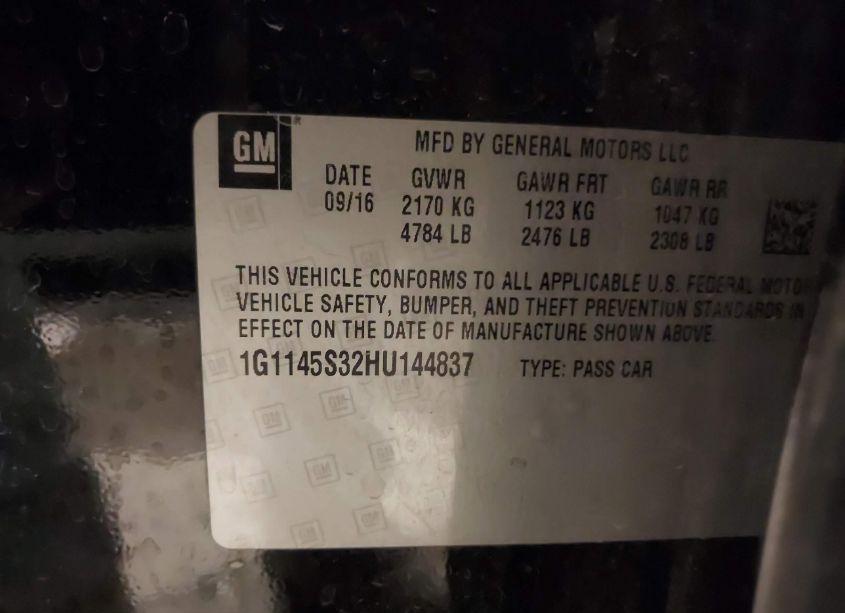 GM
MFD BY GENERAL MOTORS LLC
DATE GVWR GAWR FRT GAWR RR
09/16 2170 KG 1123 KG 1047 KG
4784 LB 2476 LB 2308 LB
THIS VEHICLE CONFORMS TO ALL APPLICABLE U.S. FEDERAL MOTOR
VEHICLE SAFETY, BUMPER, AND THEFT PREVENTION STANDARDS IN
EFFECT ON THE DATE OF MANUFACTURE SHOWN ABOVE.
1G1145S32HU144837 TYPE: PASS CAR